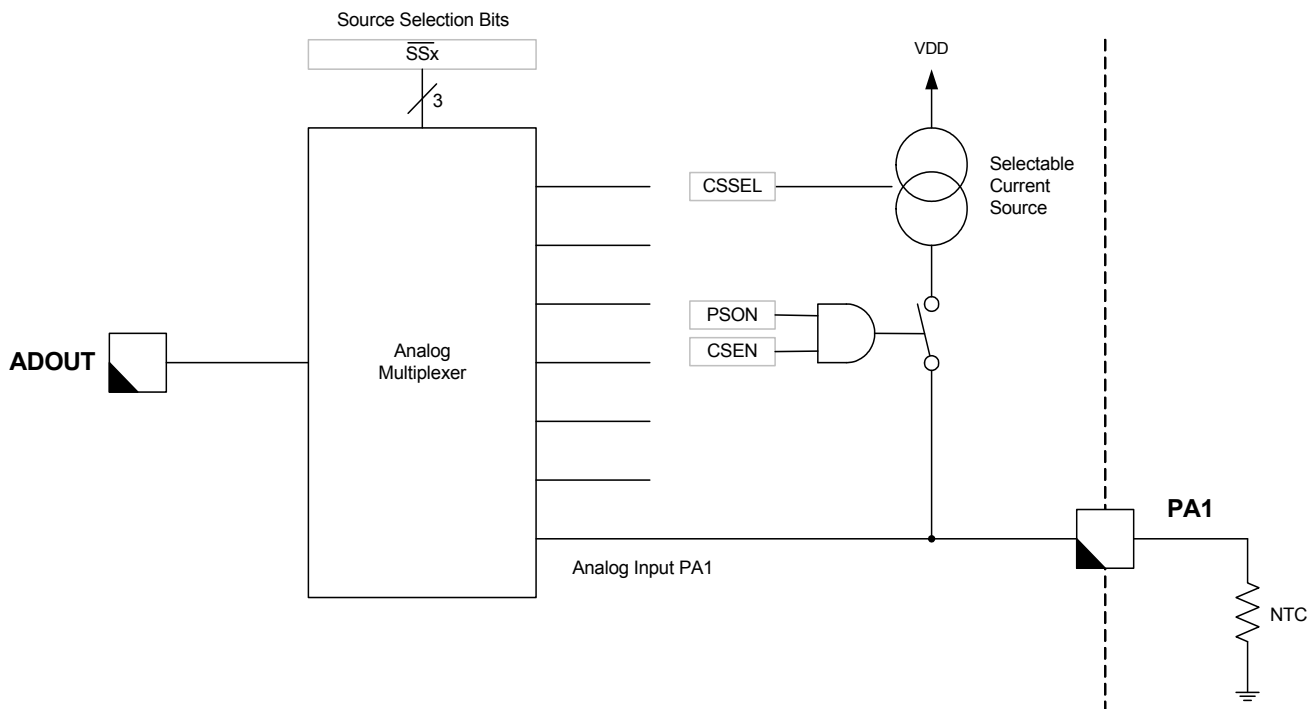 Source Selection Bits
SSx
3
VDD
Selectable
Current
Source
CSSEL
PSON
CSEN
ADOUT
Analog
Multiplexer
PA1
Analog Input PA1
NTC